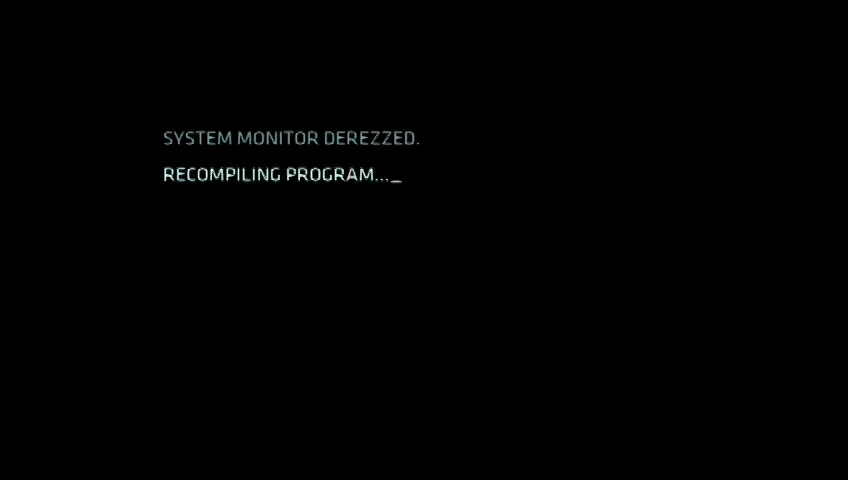 SYSTEM MONITOR DEREZZED.
RECOMPILING PROGRAM..._